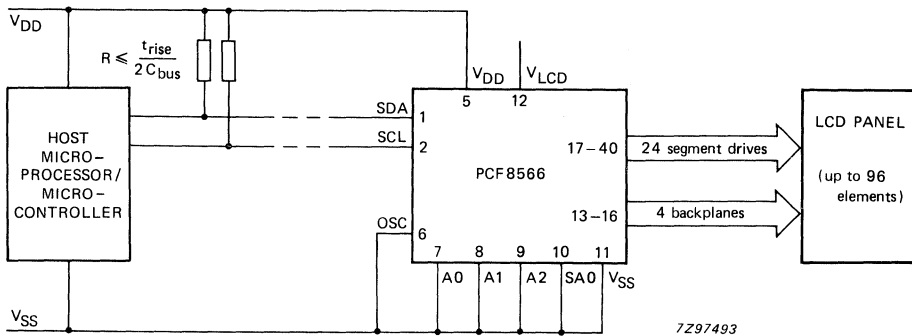 VDD
R ≤ trise
2 Cbus
VDD
VLCD
5
12
SDA
1
SCL
2
HOST
MICRO-
PROCESSOR/
MICRO-
CONTROLLER
17-40
24 segment drives
LCD PANEL
(up to 96
elements)
PCF8566
13-16
4 backplanes
OSC
6
7
8
9
10
11
A0
A1
A2
SA0
VSS
VSS
7Z97493